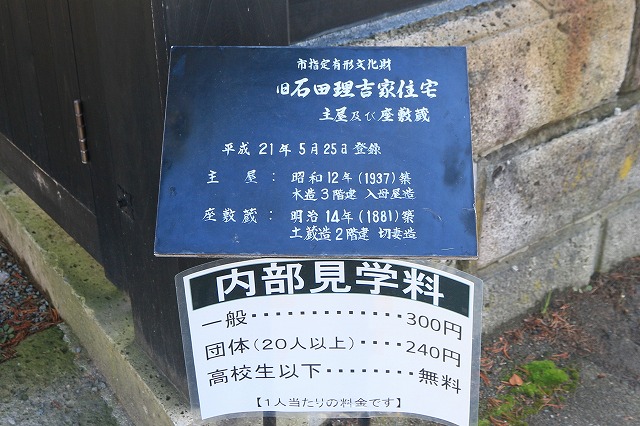 市指定有形文化財
旧石田理吉家住宅
主屋及び座敷蔵
平成21年5月25日登録
主屋：昭和12年(1937)築
木造3階建 入母屋造
座敷蔵：明治14年(1881)築
土蔵造2階建 切妻造
内部見学料
一般・・・・・・・・・・・・・300円
団体(20人以上)・・・・240円
高校生以下・・・・・・・・無料
【1人当たりの料金です】